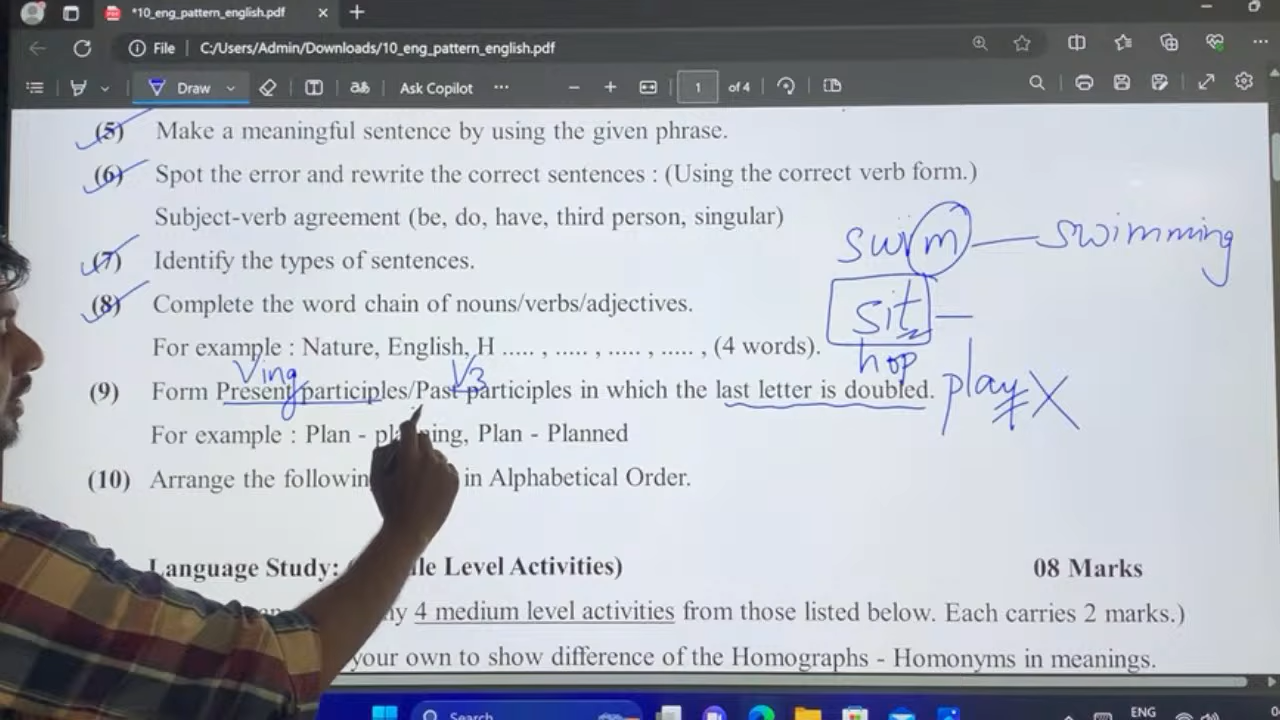 *10_eng_pattern_english.pdf
File | C:/Users/Admin/Downloads/10_eng_pattern_english.pdf
Draw Ask Copilot 1 of 4
(5) Make a meaningful sentence by using the given phrase.
(6) Spot the error and rewrite the correct sentences : (Using the correct verb form.)
Subject-verb agreement (be, do, have, third person, singular)
swim — swimming
(7) Identify the types of sentences.
(8) Complete the word chain of nouns/verbs/adjectives.
sit —
For example : Nature, English, H ..... , ..... , ..... , ..... , (4 words).
hop
Ving V3
(9) Form Present participles/Past participles in which the last letter is doubled.
play X
For example : Plan - planning, Plan - Planned
(10) Arrange the following in Alphabetical Order.
Language Study: Level Activities)
08 Marks
4 medium level activities from those listed below. Each carries 2 marks.)
your own to show difference of the Homographs - Homonyms in meanings.
Search
ENG